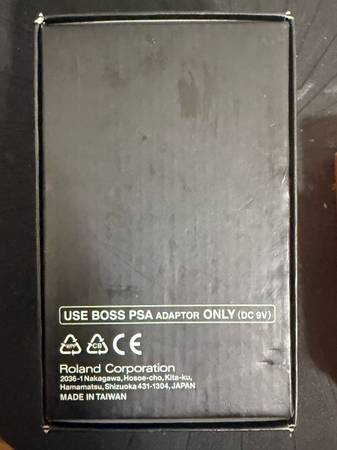 USE BOSS PSA ADAPTOR ONLY (DC 9V)
Roland Corporation
2036-1 Nakagawa, Hosoe-cho, Kita-ku,
Hamamatsu, Shizuoka 431-1304, JAPAN
MADE IN TAIWAN